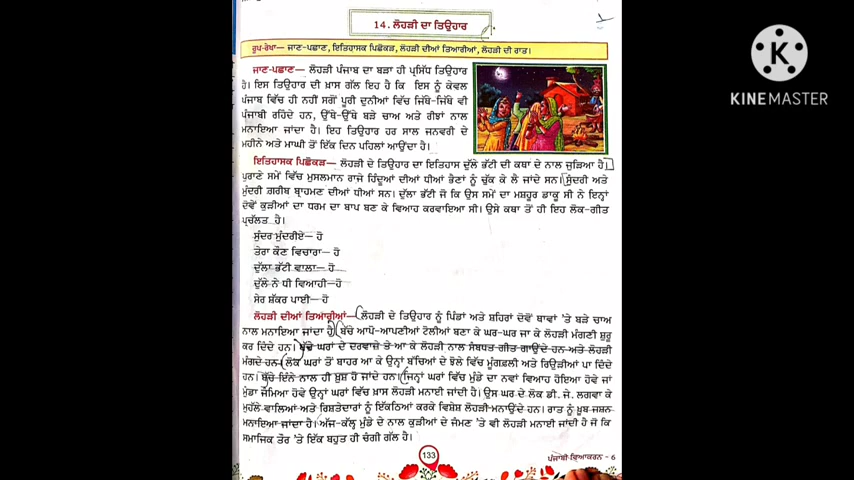 14. ਲੋਹੜੀ ਦਾ ਤਿਉਹਾਰ
ਰੂਪ-ਰੇਖਾ— ਜਾਣ-ਪਛਾਣ, ਇਤਿਹਾਸਕ ਪਿਛੋਕੜ, ਲੋਹੜੀ ਦੀਆਂ ਤਿਆਰੀਆਂ, ਲੋਹੜੀ ਦੀ ਰਾਤ।
ਜਾਣ-ਪਛਾਣ— ਲੋਹੜੀ ਪੰਜਾਬ ਦਾ ਬੜਾ ਹੀ ਪ੍ਰਸਿੱਧ ਤਿਉਹਾਰ
ਹੈ। ਇਸ ਤਿਉਹਾਰ ਦੀ ਖ਼ਾਸ ਗੱਲ ਇਹ ਹੈ ਕਿ ਇਸ ਨੂੰ ਕੇਵਲ
ਪੰਜਾਬ ਵਿੱਚ ਹੀ ਨਹੀਂ ਸਗੋਂ ਪੂਰੀ ਦੁਨੀਆਂ ਵਿੱਚ ਜਿੱਥੇ-ਜਿੱਥੇ ਵੀ
ਪੰਜਾਬੀ ਰਹਿੰਦੇ ਹਨ, ਉੱਥੇ-ਉੱਥੇ ਬੜੇ ਚਾਅ ਅਤੇ ਰੀਝਾਂ ਨਾਲ
ਮਨਾਇਆ ਜਾਂਦਾ ਹੈ। ਇਹ ਤਿਉਹਾਰ ਹਰ ਸਾਲ ਜਨਵਰੀ ਦੇ
ਮਹੀਨੇ ਅਤੇ ਮਾਘੀ ਤੋਂ ਇੱਕ ਦਿਨ ਪਹਿਲਾਂ ਆਉਂਦਾ ਹੈ।
ਇਤਿਹਾਸਕ ਪਿਛੋਕੜ— ਲੋਹੜੀ ਦੇ ਤਿਉਹਾਰ ਦਾ ਇਤਿਹਾਸ ਦੁੱਲੇ ਭੱਟੀ ਦੀ ਕਥਾ ਦੇ ਨਾਲ ਜੁੜਿਆ ਹੈ।
ਪੁਰਾਣੇ ਸਮੇਂ ਵਿੱਚ ਮੁਸਲਮਾਨ ਰਾਜੇ ਹਿੰਦੂਆਂ ਦੀਆਂ ਧੀਆਂ ਭੈਣਾਂ ਨੂੰ ਚੁੱਕ ਕੇ ਲੈ ਜਾਂਦੇ ਸਨ। ਸੁੰਦਰੀ ਅਤੇ
ਮੁੰਦਰੀ ਗ਼ਰੀਬ ਬ੍ਰਾਹਮਣ ਦੀਆਂ ਧੀਆਂ ਸਨ। ਦੁੱਲਾ ਭੱਟੀ ਜੋ ਕਿ ਉਸ ਸਮੇਂ ਦਾ ਮਸ਼ਹੂਰ ਡਾਕੂ ਸੀ ਨੇ ਇਨ੍ਹਾਂ
ਦੋਵੇਂ ਕੁੜੀਆਂ ਦਾ ਧਰਮ ਦਾ ਬਾਪ ਬਣ ਕੇ ਵਿਆਹ ਕਰਵਾਇਆ ਸੀ। ਉਸੇ ਕਥਾ ਤੋਂ ਹੀ ਇਹ ਲੋਕ-ਗੀਤ
ਪ੍ਰਚੱਲਤ ਹੈ।
ਸੁੰਦਰ ਮੁੰਦਰੀਏ— ਹੋ
ਤੇਰਾ ਕੌਣ ਵਿਚਾਰਾ— ਹੋ
ਦੁੱਲਾ ਭੱਟੀ ਵਾਲਾ— ਹੋ
ਦੁੱਲੇ ਨੇ ਧੀ ਵਿਆਹੀ—ਹੋ
ਸੇਰ ਸ਼ੱਕਰ ਪਾਈ—ਹੋ
ਲੋਹੜੀ ਦੀਆਂ ਤਿਆਰੀਆਂ— ਲੋਹੜੀ ਦੇ ਤਿਉਹਾਰ ਨੂੰ ਪਿੰਡਾਂ ਅਤੇ ਸ਼ਹਿਰਾਂ ਦੋਵੇਂ ਥਾਵਾਂ 'ਤੇ ਬੜੇ ਚਾਅ
ਨਾਲ ਮਨਾਇਆ ਜਾਂਦਾ ਹੈ। ਬੱਚੇ ਆਪੋ-ਆਪਣੀਆਂ ਟੋਲੀਆਂ ਬਣਾ ਕੇ ਘਰ-ਘਰ ਜਾ ਕੇ ਲੋਹੜੀ ਮੰਗਣੀ ਸ਼ੁਰੂ
ਕਰ ਦਿੰਦੇ ਹਨ। ਬੱਚੇ ਘਰਾਂ ਦੇ ਦਰਵਾਜ਼ੇ ਤੇ ਆ ਕੇ ਲੋਹੜੀ ਨਾਲ ਸੰਬਧਤ ਗੀਤ ਗਾਉਂਦੇ ਹਨ ਅਤੇ ਲੋਹੜੀ
ਮੰਗਦੇ ਹਨ। ਲੋਕ ਘਰਾਂ ਤੋਂ ਬਾਹਰ ਆ ਕੇ ਉਨ੍ਹਾਂ ਬੱਚਿਆਂ ਦੇ ਝੋਲੇ ਵਿੱਚ ਮੂੰਗਫ਼ਲੀ ਅਤੇ ਰਿਉੜੀਆਂ ਪਾ ਦਿੰਦੇ
ਹਨ। ਬੱਚੇ ਇੰਨੇ ਨਾਲ ਹੀ ਖ਼ੁਸ਼ ਹੋ ਜਾਂਦੇ ਹਨ। ਜਿਨ੍ਹਾਂ ਘਰਾਂ ਵਿੱਚ ਮੁੰਡੇ ਦਾ ਨਵਾਂ ਵਿਆਹ ਹੋਇਆ ਹੋਵੇ ਜਾਂ
ਮੁੰਡਾ ਜੰਮਿਆ ਹੋਵੇ ਉਨ੍ਹਾਂ ਘਰਾਂ ਵਿੱਚ ਖ਼ਾਸ ਲੋਹੜੀ ਮਨਾਈ ਜਾਂਦੀ ਹੈ। ਉਸ ਘਰ ਦੇ ਲੋਕ ਡੀ. ਜੇ. ਲਗਵਾ ਕੇ
ਮੁਹੱਲੇ ਵਾਲਿਆਂ ਅਤੇ ਰਿਸ਼ਤੇਦਾਰਾਂ ਨੂੰ ਇਕੱਠਿਆਂ ਕਰਕੇ ਵਿਸ਼ੇਸ਼ ਲੋਹੜੀ ਮਨਾਉਂਦੇ ਹਨ। ਰਾਤ ਨੂੰ ਖ਼ੂਬ ਜਸ਼ਨ
ਮਨਾਇਆ ਜਾਂਦਾ ਹੈ। ਅੱਜ-ਕੱਲ੍ਹ ਮੁੰਡੇ ਦੇ ਨਾਲ ਕੁੜੀਆਂ ਦੇ ਜੰਮਣ 'ਤੇ ਵੀ ਲੋਹੜੀ ਮਨਾਈ ਜਾਂਦੀ ਹੈ ਜੋ ਕਿ
ਸਮਾਜਿਕ ਤੌਰ 'ਤੇ ਇੱਕ ਬਹੁਤ ਹੀ ਚੰਗੀ ਗੱਲ ਹੈ।
133
ਪੰਜਾਬੀ ਵਿਆਕਰਨ - 6
KINEMASTER